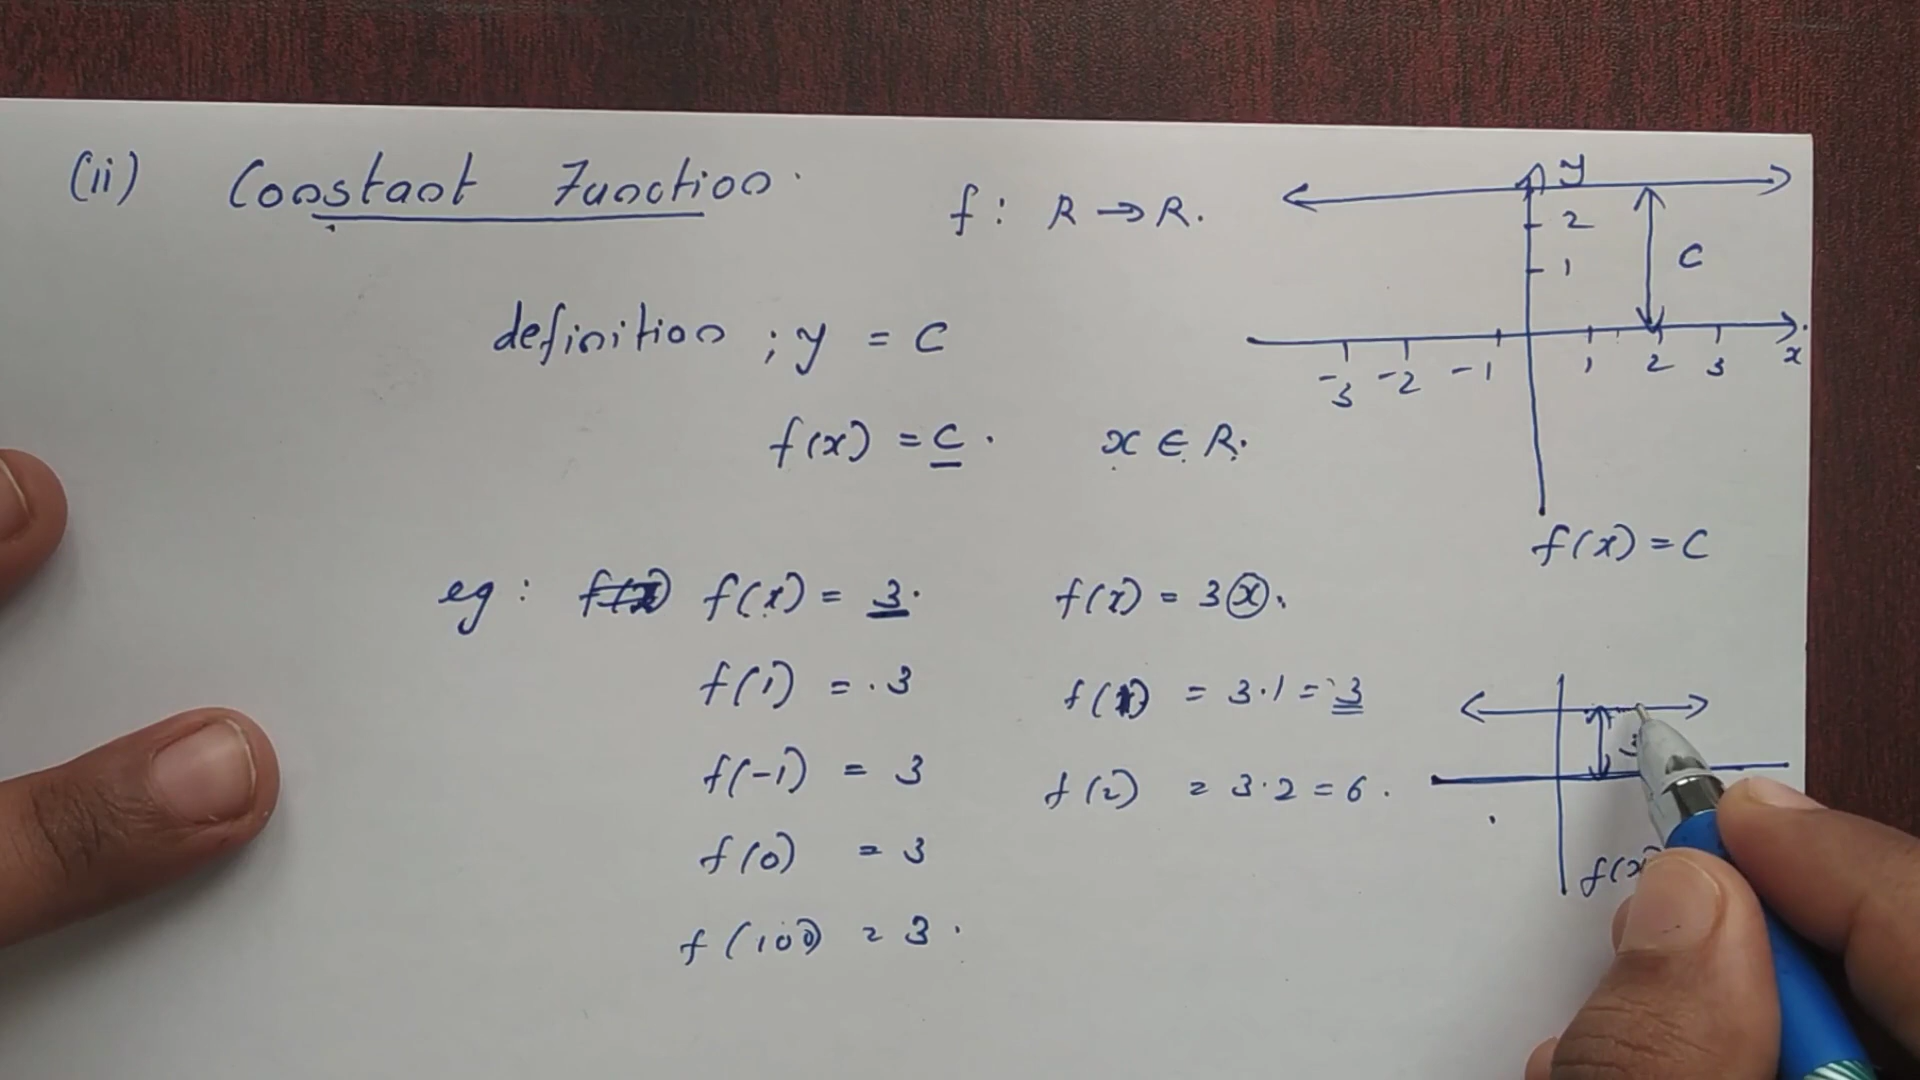 (ii) Constant Function.
f : R → R.
definition ; y = C
f(x) = C . x ∈ R.
eg : f(x) = 3. f(x) = 3x.
f(1) = . 3 f(1) = 3·1 = 3
f(-1) = 3 f(2) = 3·2 = 6 .
f(0) = 3
f(100) = 3 .
y
2
1
C
-3 -2 -1 1 2 3 x
f(x) = C